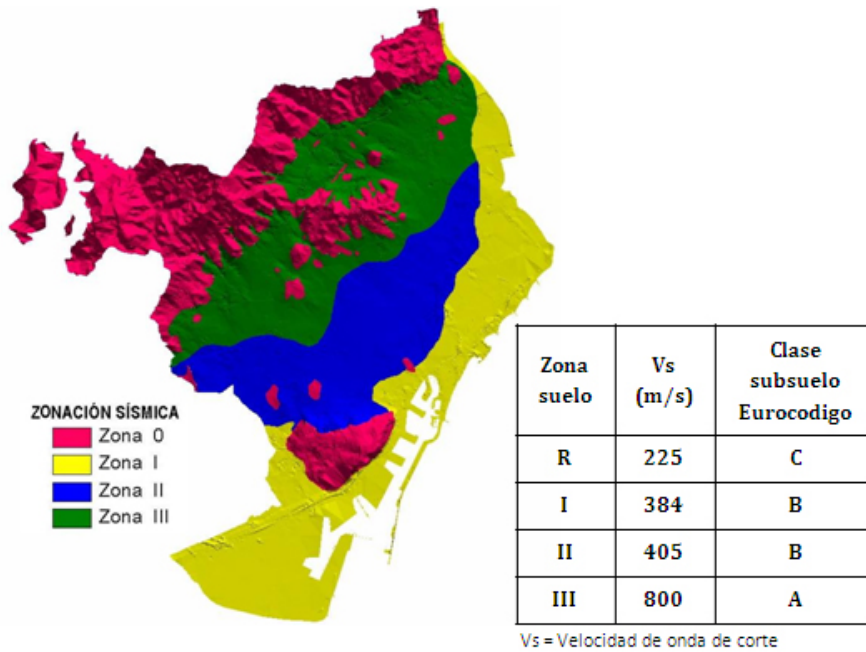 ZONACIÓN SÍSMICA
Zona 0
Zona I
Zona II
Zona III
Zona suelo Vs (m/s) Clase subsuelo Eurocodigo
R 225 C
I 384 B
II 405 B
III 800 A
Vs = Velocidad de onda de corte